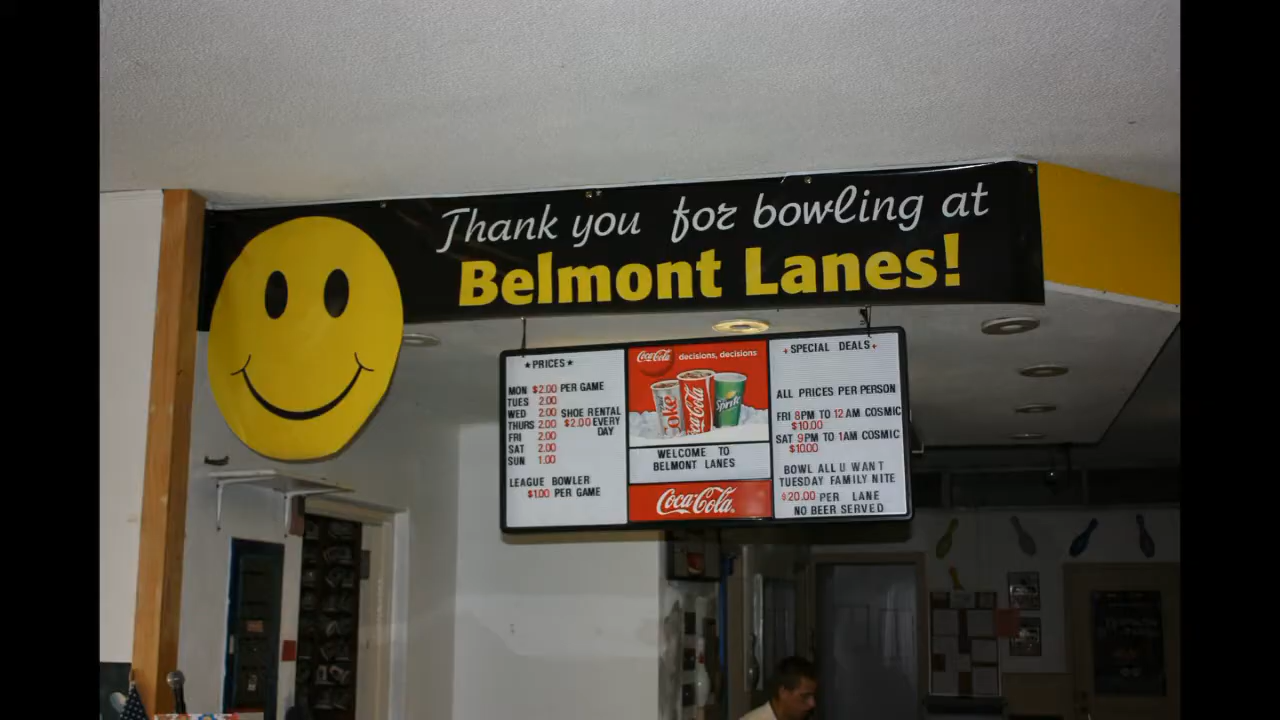 Thank you for bowling at
Belmont Lanes!
★PRICES★
MON $2.00 PER GAME
TUES 2.00
WED 2.00 SHOE RENTAL
THURS 2.00 $2.00 EVERY
FRI 2.00 DAY
SAT 2.00
SUN 1.00
LEAGUE BOWLER
$1.00 PER GAME
Coca-Cola decisions, decisions
Coke
Coca-Cola
Sprite
WELCOME TO
BELMONT LANES
Coca-Cola
+SPECIAL DEALS+
ALL PRICES PER PERSON
FRI 8PM TO 12AM COSMIC
$10.00
SAT 9PM TO 1AM COSMIC
$10.00
BOWL ALL U WANT
TUESDAY FAMILY NITE
$20.00 PER LANE
NO BEER SERVED